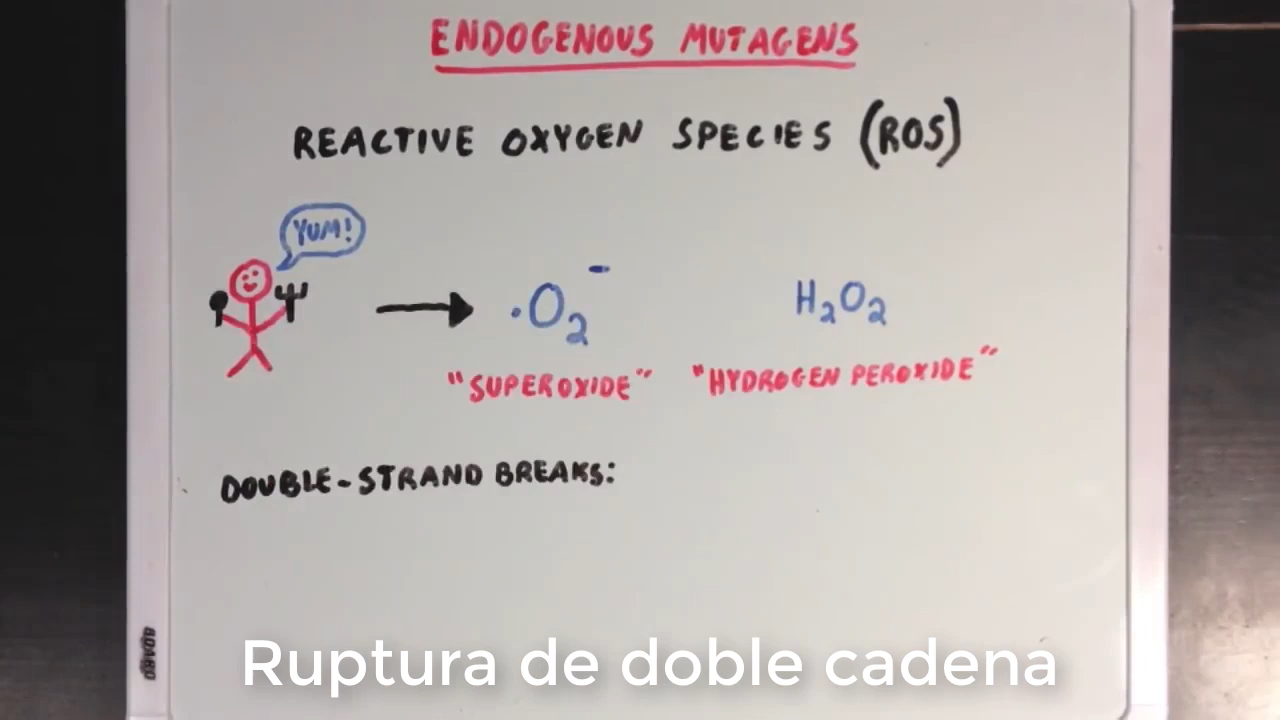 ENDOGENOUS MUTAGENS
REACTIVE OXYGEN SPECIES (ROS)
YUM!
·O₂⁻ H₂O₂
"SUPEROXIDE" "HYDROGEN PEROXIDE"
DOUBLE-STRAND BREAKS:
BOARD
Ruptura de doble cadena